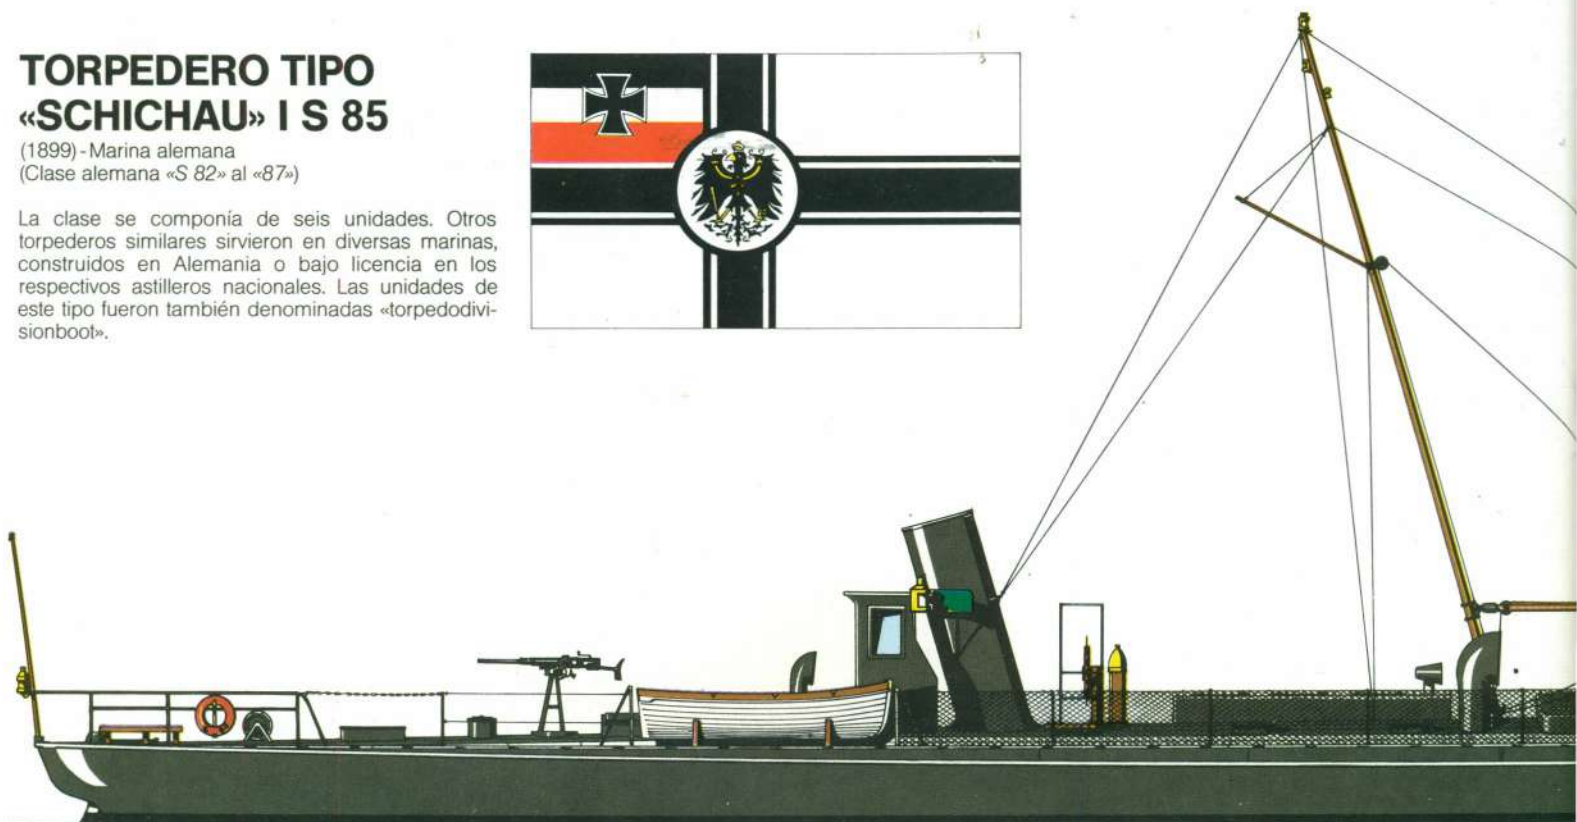 TORPEDERO TIPO
«SCHICHAU» I S 85
(1899) - Marina alemana
(Clase alemana «S 82» al «87»)
La clase se componía de seis unidades. Otros
torpederos similares sirvieron en diversas marinas,
construidos en Alemania o bajo licencia en los
respectivos astilleros nacionales. Las unidades de
este tipo fueron también denominadas «torpedodivi-
sionboot».